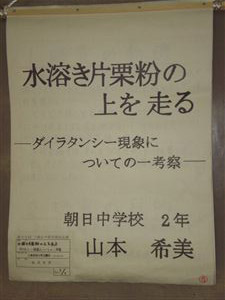 水溶き片栗粉の
上を走る
―ダイラタンシー現象に
ついての一考察―
朝日中学校 2年
山本 希美